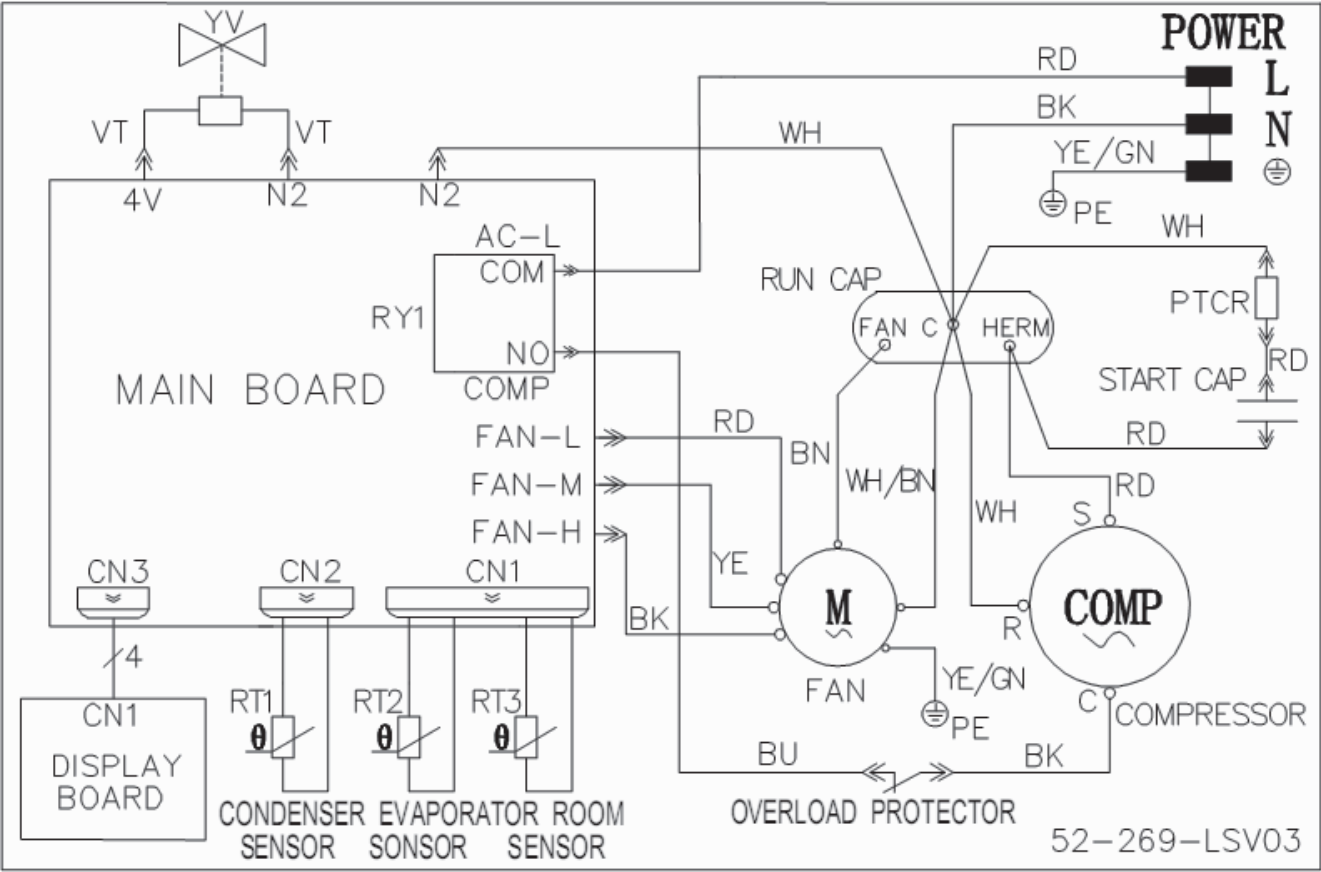 YV
POWER
RD
L
BK
N
VT
VT
WH
YE/GN
4V
N2
N2
PE
WH
AC-L
COM
RUN CAP
PTCR
RY1
FAN C
HERM
NO
RD
MAIN BOARD
COMP
START CAP
FAN-L
RD
RD
BN
FAN-M
WH/BN
RD
FAN-H
WH
S
YE
CN3
CN2
CN1
M
COMP
BK
R
4
FAN
YE/GN
RT1
RT2
RT3
C
COMPRESSOR
CN1
PE
θ
θ
θ
DISPLAY
BOARD
BU
BK
CONDENSER
SENSOR
EVAPORATOR
SONSOR
ROOM
SENSOR
OVERLOAD PROTECTOR
52-269-LSV03